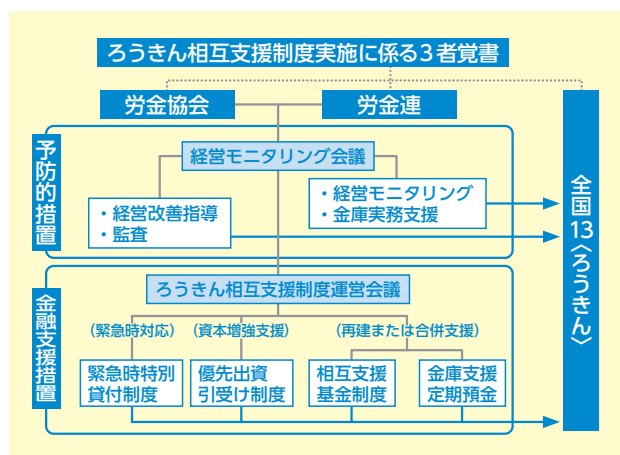 ろうきん相互支援制度実施に係る3者覚書
労金協会
労金連
全国13〈ろうきん〉
予防的措置
経営モニタリング会議
・経営改善指導
・監査
・経営モニタリング
・金庫実務支援
金融支援措置
ろうきん相互支援制度運営会議
（緊急時対応）
（資本増強支援）
（再建または合併支援）
緊急時特別
貸付制度
優先出資
引受け制度
相互支援
基金制度
金庫支援
定期預金